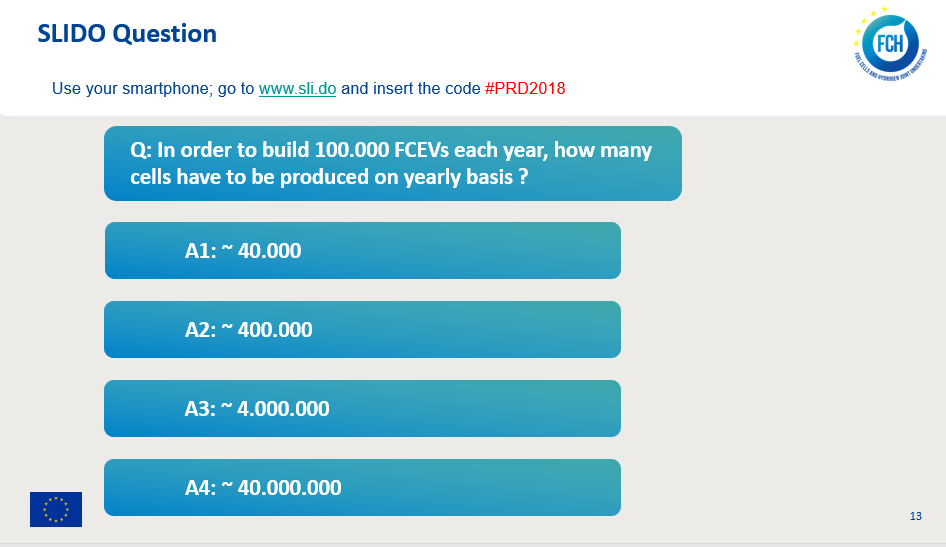 SLIDO Question
FCH
FUEL CELLS AND HYDROGEN JOINT UNDERTAKING
Use your smartphone; go to www.sli.do and insert the code #PRD2018
Q: In order to build 100.000 FCEVs each year, how many
cells have to be produced on yearly basis ?
A1: ~ 40.000
A2: ~ 400.000
A3: ~ 4.000.000
A4: ~ 40.000.000
13